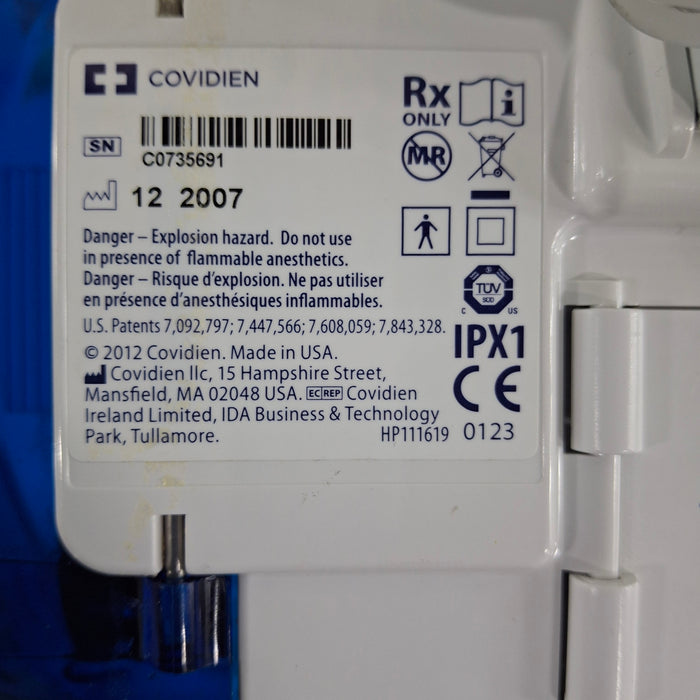 COVIDIEN
Rx
ONLY
i
SN
C0735691
MR
12 2007
Danger – Explosion hazard. Do not use
in presence of flammable anesthetics.
Danger – Risque d'explosion. Ne pas utiliser
en présence d'anesthésiques inflammables.
TÜV
SÜD
C US
U.S. Patents 7,092,797; 7,447,566; 7,608,059; 7,843,328.
IPX1
© 2012 Covidien. Made in USA.
Covidien llc, 15 Hampshire Street,
Mansfield, MA 02048 USA. EC REP Covidien
Ireland Limited, IDA Business & Technology
Park, Tullamore.
HP111619
CE
0123